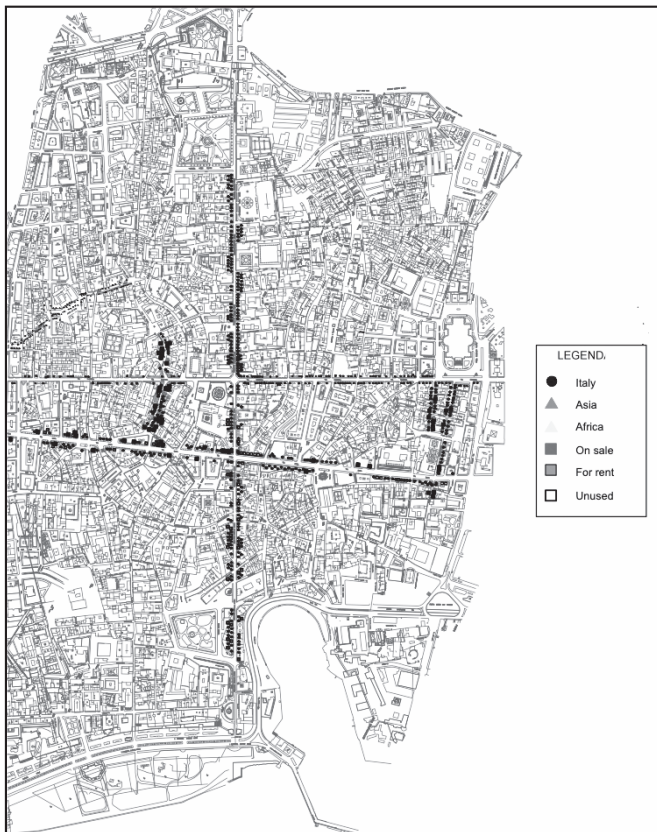 LEGEND
Italy
Asia
Africa
On sale
For rent
Unused